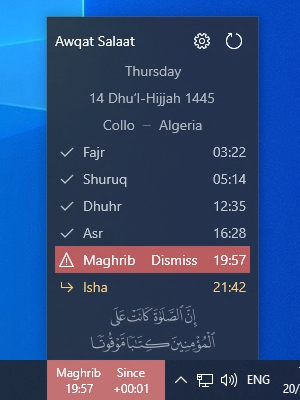 Awqat Salaat
Thursday
14 Dhu'l-Hijjah 1445
Collo – Algeria
Fajr 03:22
Shuruq 05:14
Dhuhr 12:35
Asr 16:28
Maghrib Dismiss 19:57
Isha 21:42
إِنَّ الصَّلَاةَ كَانَتْ عَلَى
الْمُؤْمِنِينَ كِتَابًا مَوْقُوتًا
Maghrib Since
19:57 +00:01
ENG
20/